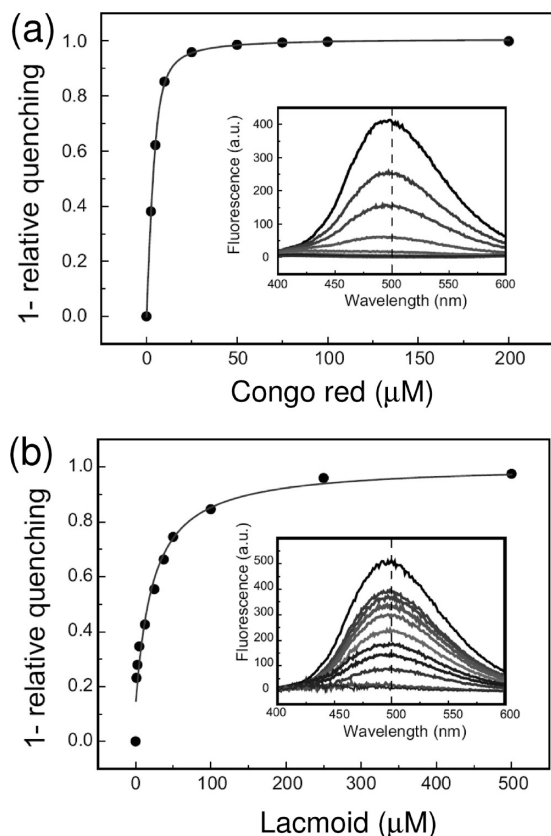 (a)
1- relative quenching
1.0
0.8
0.6
0.4
0.2
0.0
Fluorescence (a.u.)
400
300
200
100
0
400 450 500 550 600
Wavelength (nm)
0 50 100 150 200
Congo red (μM)
(b)
1- relative quenching
1.0
0.8
0.6
0.4
0.2
0.0
Fluorescence (a.u.)
500
400
300
200
100
0
400 450 500 550 600
Wavelength (nm)
0 100 200 300 400 500
Lacmoid (μM)